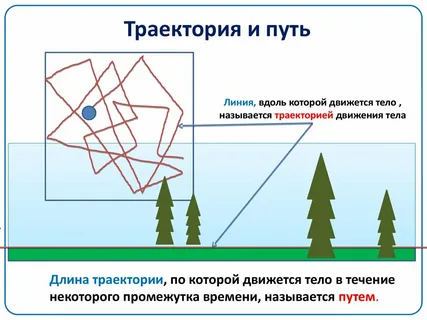 Траектория и путь
Линия, вдоль которой движется тело ,
называется траекторией движения тела
Длина траектории, по которой движется тело в течение
некоторого промежутка времени, называется путем.